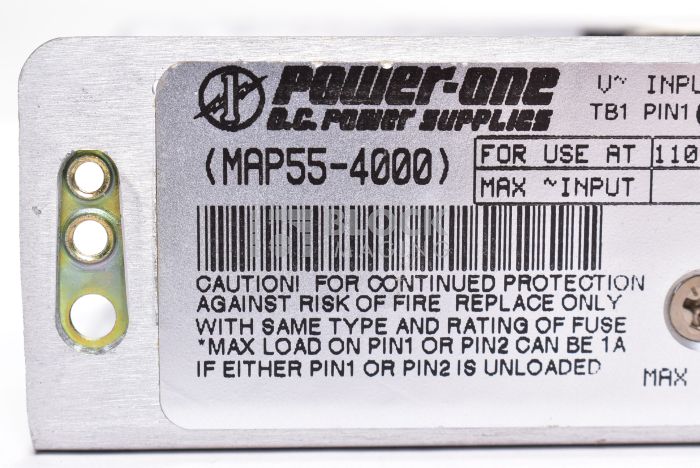 POWER-ONE
D.C. POWER SUPPLIES
V~ INPU
TB1 PIN1(
(MAP55-4000)
FOR USE AT 110
MAX ~INPUT
BLOCK
IMAGING
CAUTION! FOR CONTINUED PROTECTION
AGAINST RISK OF FIRE REPLACE ONLY
WITH SAME TYPE AND RATING OF FUSE
*MAX LOAD ON PIN1 OR PIN2 CAN BE 1A
IF EITHER PIN1 OR PIN2 IS UNLOADED
MAX